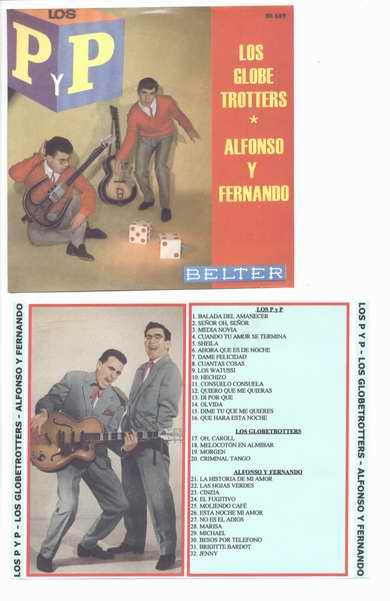 LOS
P y P
50.689
LOS
GLOBE
TROTTERS
*
ALFONSO
Y
FERNANDO
BELTER
LOS P Y P - LOS GLOBETROTTERS - ALFONSO Y FERNANDO
LOS P y P
1. BALADA DEL AMANECER
2. SEÑOR OH, SEÑOR
3. MEDIA NOVIA
4. CUANDO TU AMOR SE TERMINA
5. SHEILA
6. AHORA QUE ES DE NOCHE
7. DAME FELICIDAD
8. CUANTAS COSAS
9. LOS WATUSSI
10. HECHIZO
11. CONSUELO CONSUELA
12. QUIERO QUE ME QUIERAS
13. DI POR QUE
14. OLVIDA
15. DIME TU QUE ME QUIERES
16. QUE HARA ESTA NOCHE
LOS GLOBETROTTERS
17. OH, CAROLL
18. MELOCOTÓN EN ALMIBAR
19. MORGEN
20. CRIMINAL TANGO
ALFONSO Y FERNANDO
21. LA HISTORIA DE MI AMOR
22. LAS HOJAS VERDES
23. CINZIA
24. EL FUGITIVO
25. MOLIENDO CAFÉ
26. ESTA NOCHE MI AMOR
27. NO ES EL ADIOS
28. MARISA
29. MICHAEL
30. BESOS POR TELEFONO
31. BRIGITTE BARDOT
32. JENNY
LOS P Y P - LOS GLOBETROTTERS - ALFONSO Y FERNANDO